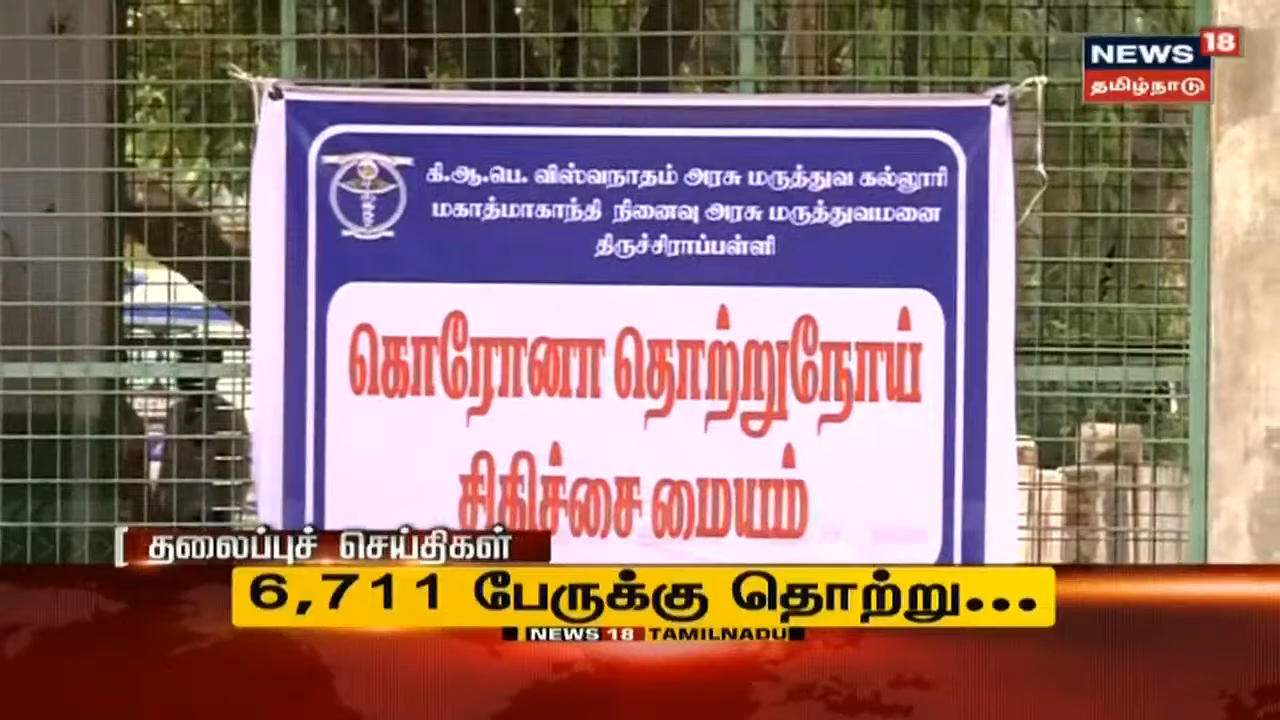 NEWS 18
தமிழ்நாடு
கி.ஆ.பெ. விஸ்வநாதம் அரசு மருத்துவ கல்லூரி
மகாத்மாகாந்தி நினைவு அரசு மருத்துவமனை
திருச்சிராப்பள்ளி
கொரோனா தொற்றுநோய்
சிகிச்சை மையம்
தலைப்புச் செய்திகள்
6,711 பேருக்கு தொற்று...
NEWS 18 TAMILNADU